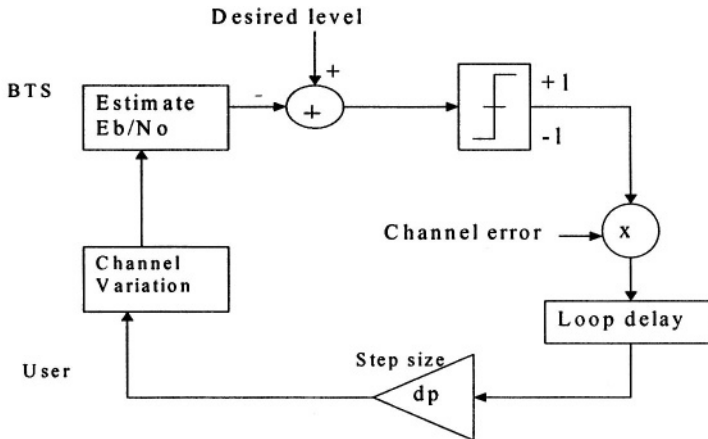 Desired level
BTS
Estimate
Eb/No
-
+
+
+1
-1
Channel error
x
Channel
Variation
Loop delay
User
Step size
dp